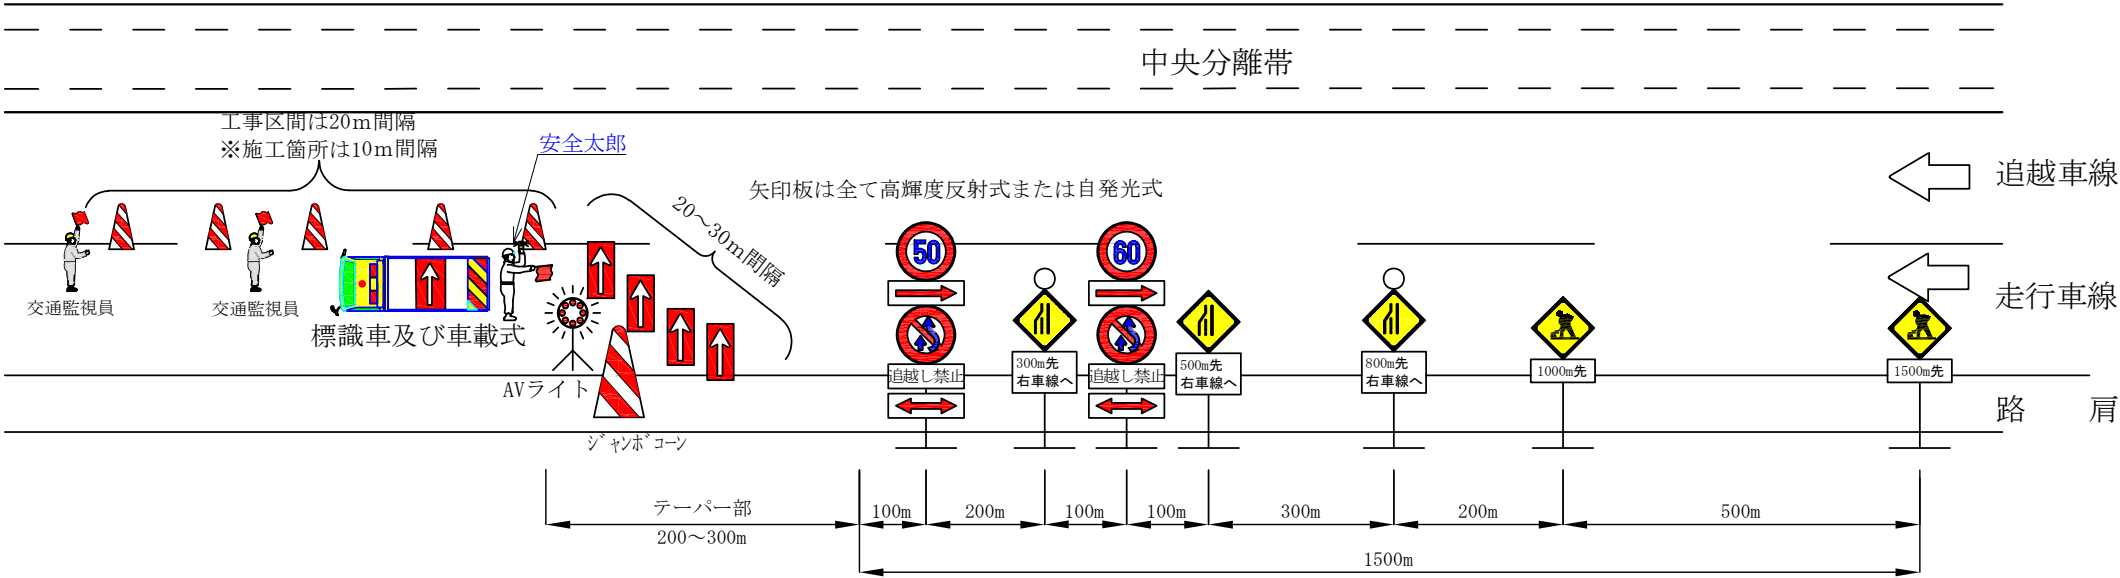 中央分離帯
工事区間は20m間隔
※施工箇所は10m間隔
安全太郎
矢印板は全て高輝度反射式または自発光式
追越車線
20～30m間隔
50
60
走行車線
交通監視員
交通監視員
標識車及び車載式
AVライト
ジャンボコーン
追越し禁止
300m先
右車線へ
追越し禁止
500m先
右車線へ
800m先
右車線へ
1000m先
1500m先
路　肩
テーパー部
200～300m
100m
200m
100m
100m
300m
200m
500m
1500m